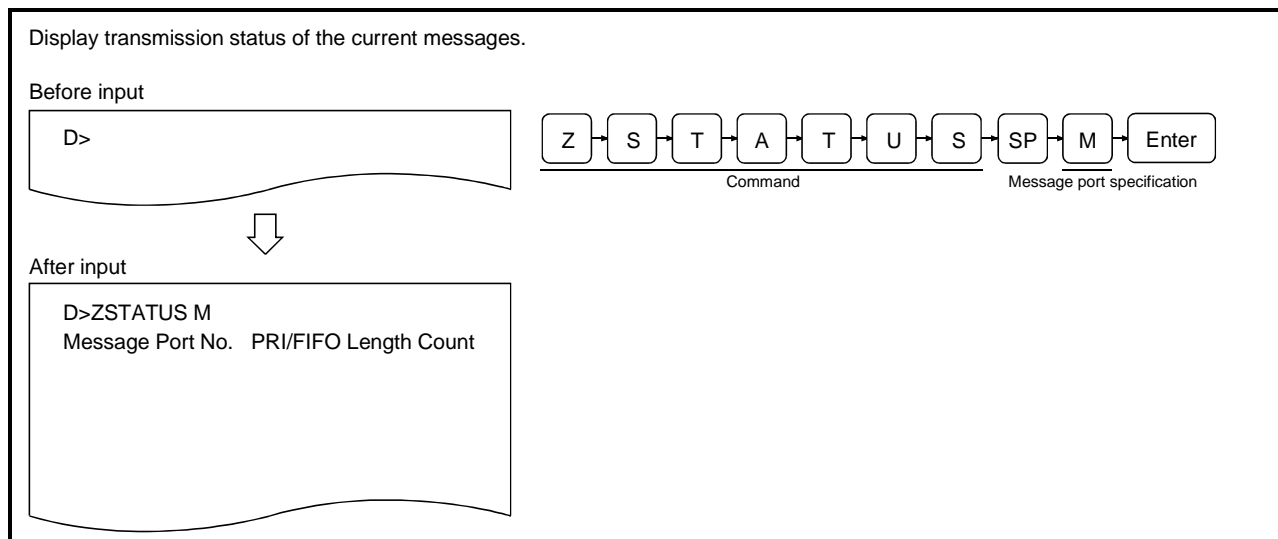 Display transmission status of the current messages.
Before input
D>
Z S T A T U S SP M Enter
Command Message port specification
After input
D>ZSTATUS M
Message Port No. PRI/FIFO Length Count